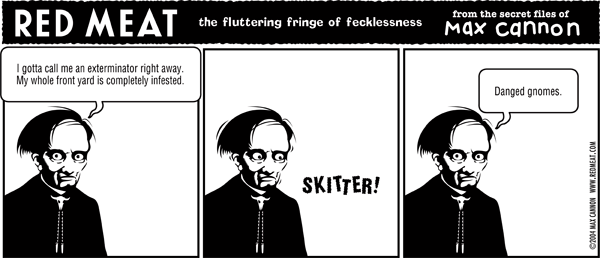 RED MEAT
the fluttering fringe of fecklessness
from the secret files of
Max cannon
I gotta call me an exterminator right away.
My whole front yard is completely infested.
SKITTER!
Danged gnomes.
©2004 MAX CANNON WWW.REDMEAT.COM